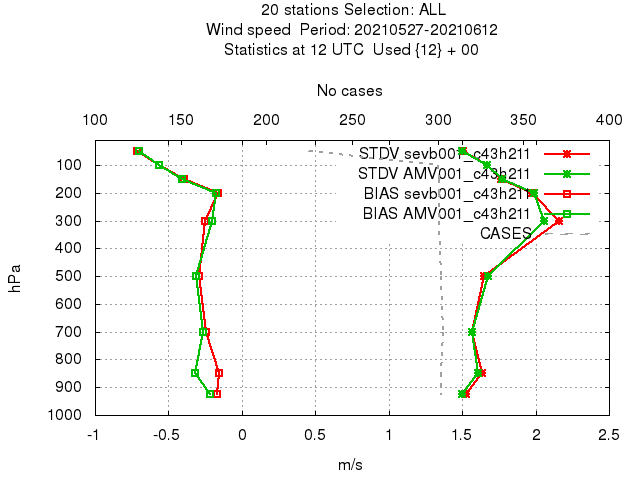 20 stations Selection: ALL
Wind speed  Period: 20210527-20210612
Statistics at 12 UTC  Used {12} + 00
No cases
100 150 200 250 300 350 400
STDV sevb001_c43h211
STDV AMV001_c43h211
BIAS sevb001_c43h211
BIAS AMV001_c43h211
CASES
hPa
100
200
300
400
500
600
700
800
900
1000
-1 -0.5 0 0.5 1 1.5 2 2.5
m/s